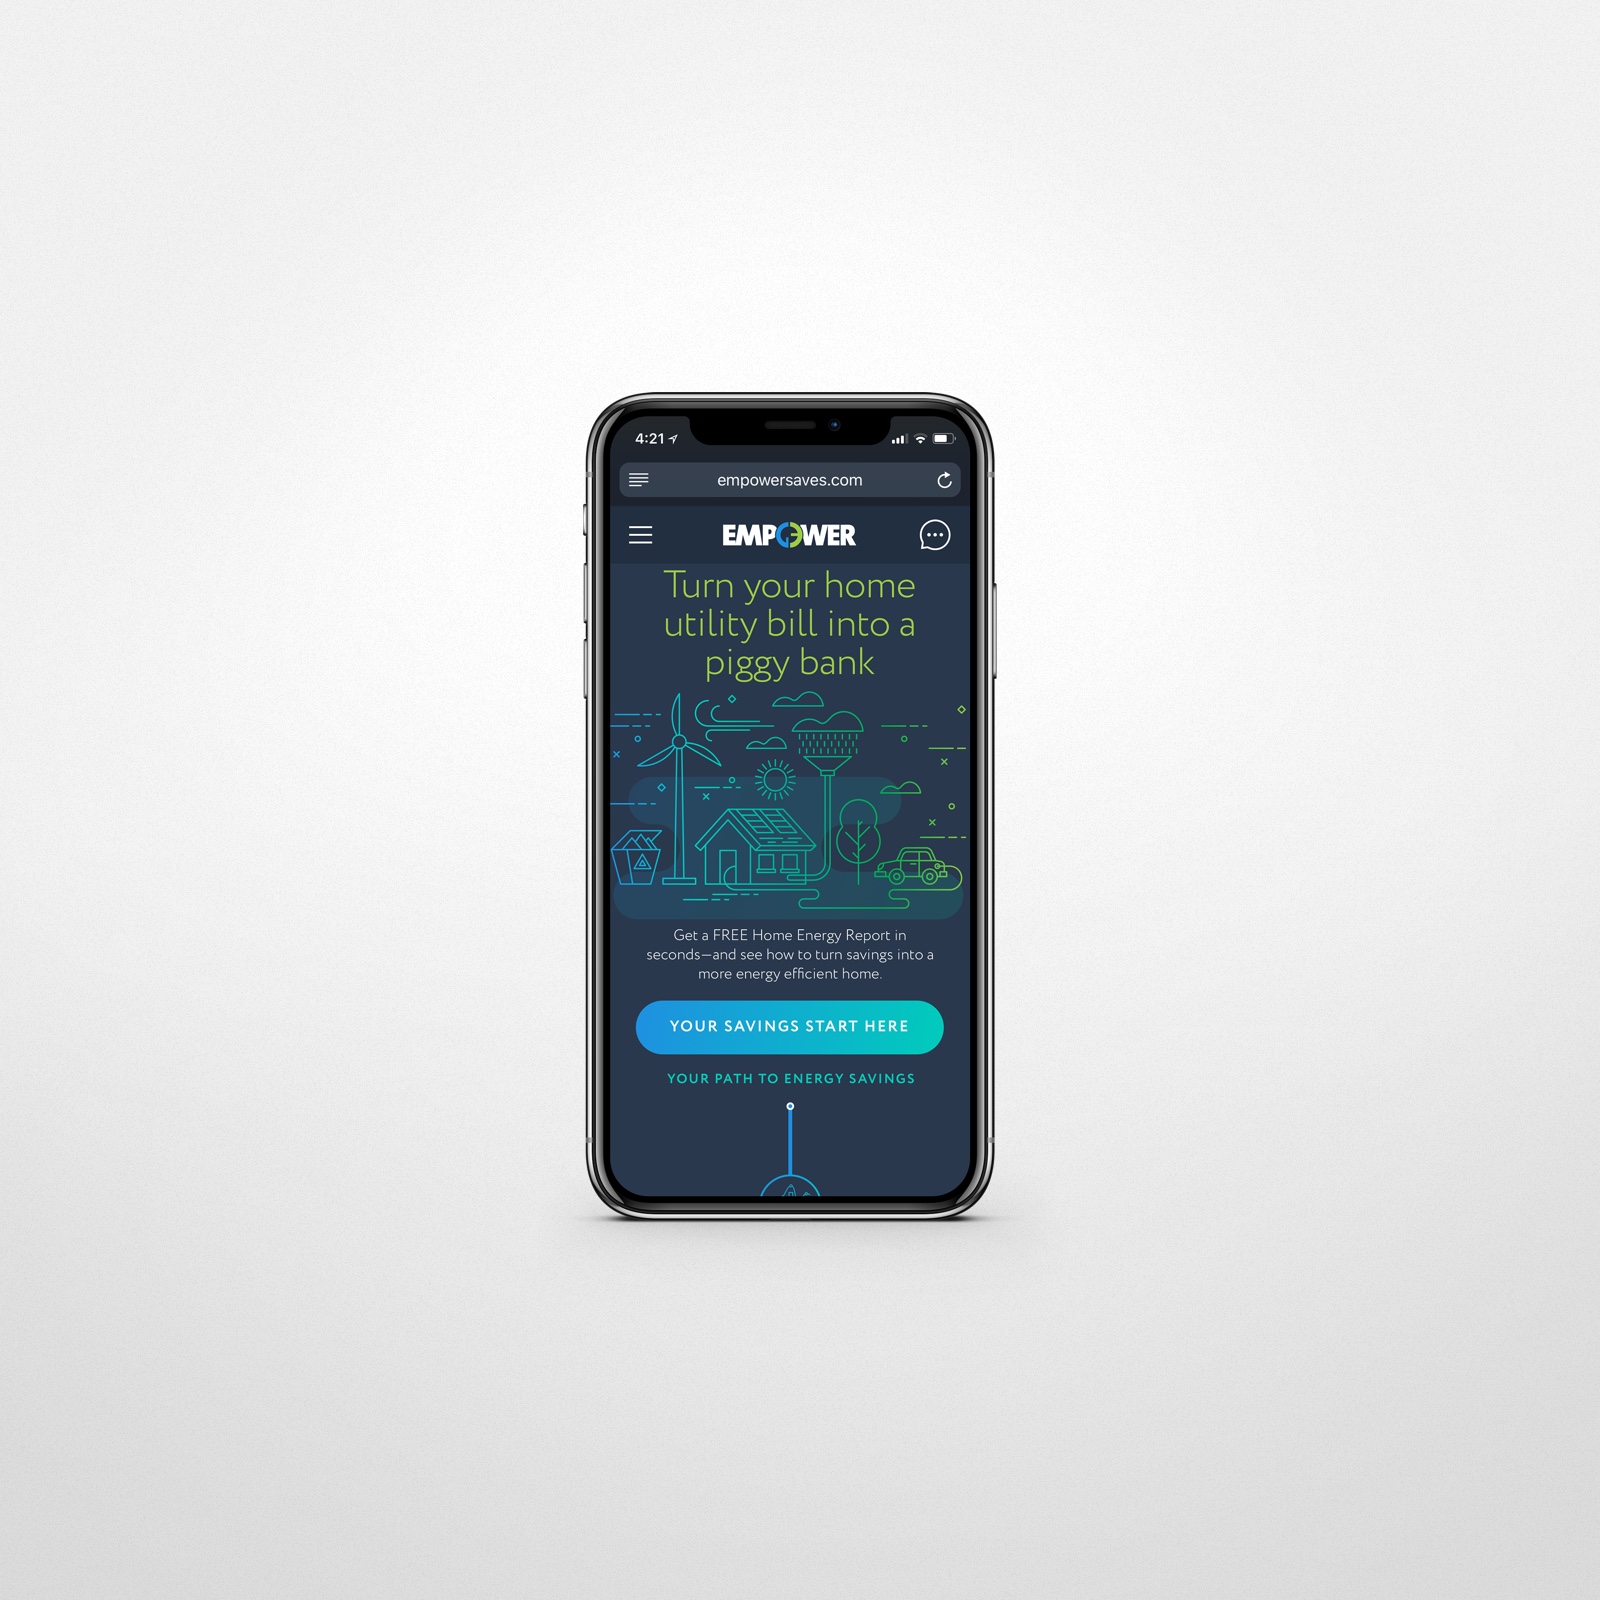 4:21
empowersaves.com
EMPOWER
Turn your home
utility bill into a
piggy bank
Get a FREE Home Energy Report in
seconds—and see how to turn savings into a
more energy efficient home.
YOUR SAVINGS START HERE
YOUR PATH TO ENERGY SAVINGS